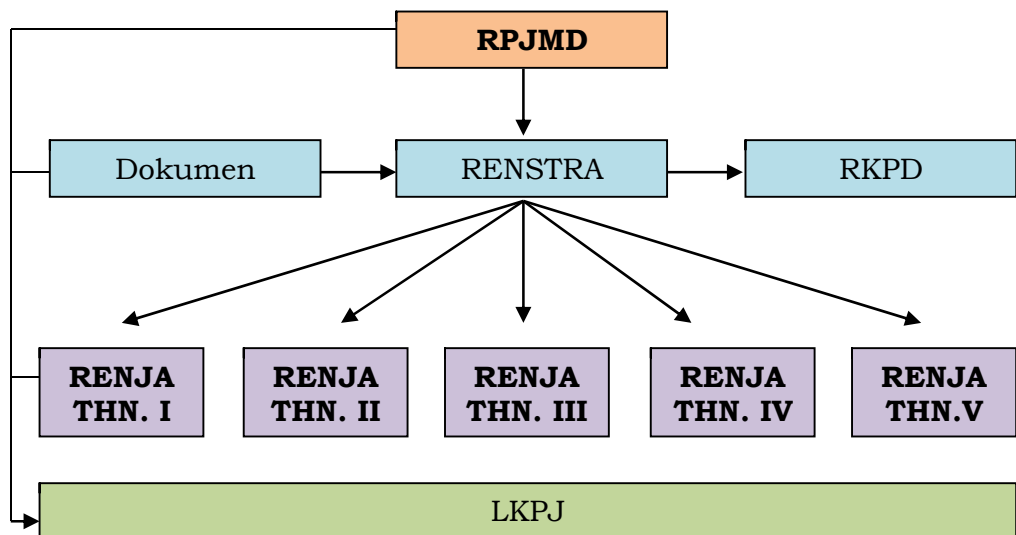 RPJMD
Dokumen
RENSTRA
RKPD
RENJA
THN. I
RENJA
THN. II
RENJA
THN. III
RENJA
THN. IV
RENJA
THN.V
LKPJ